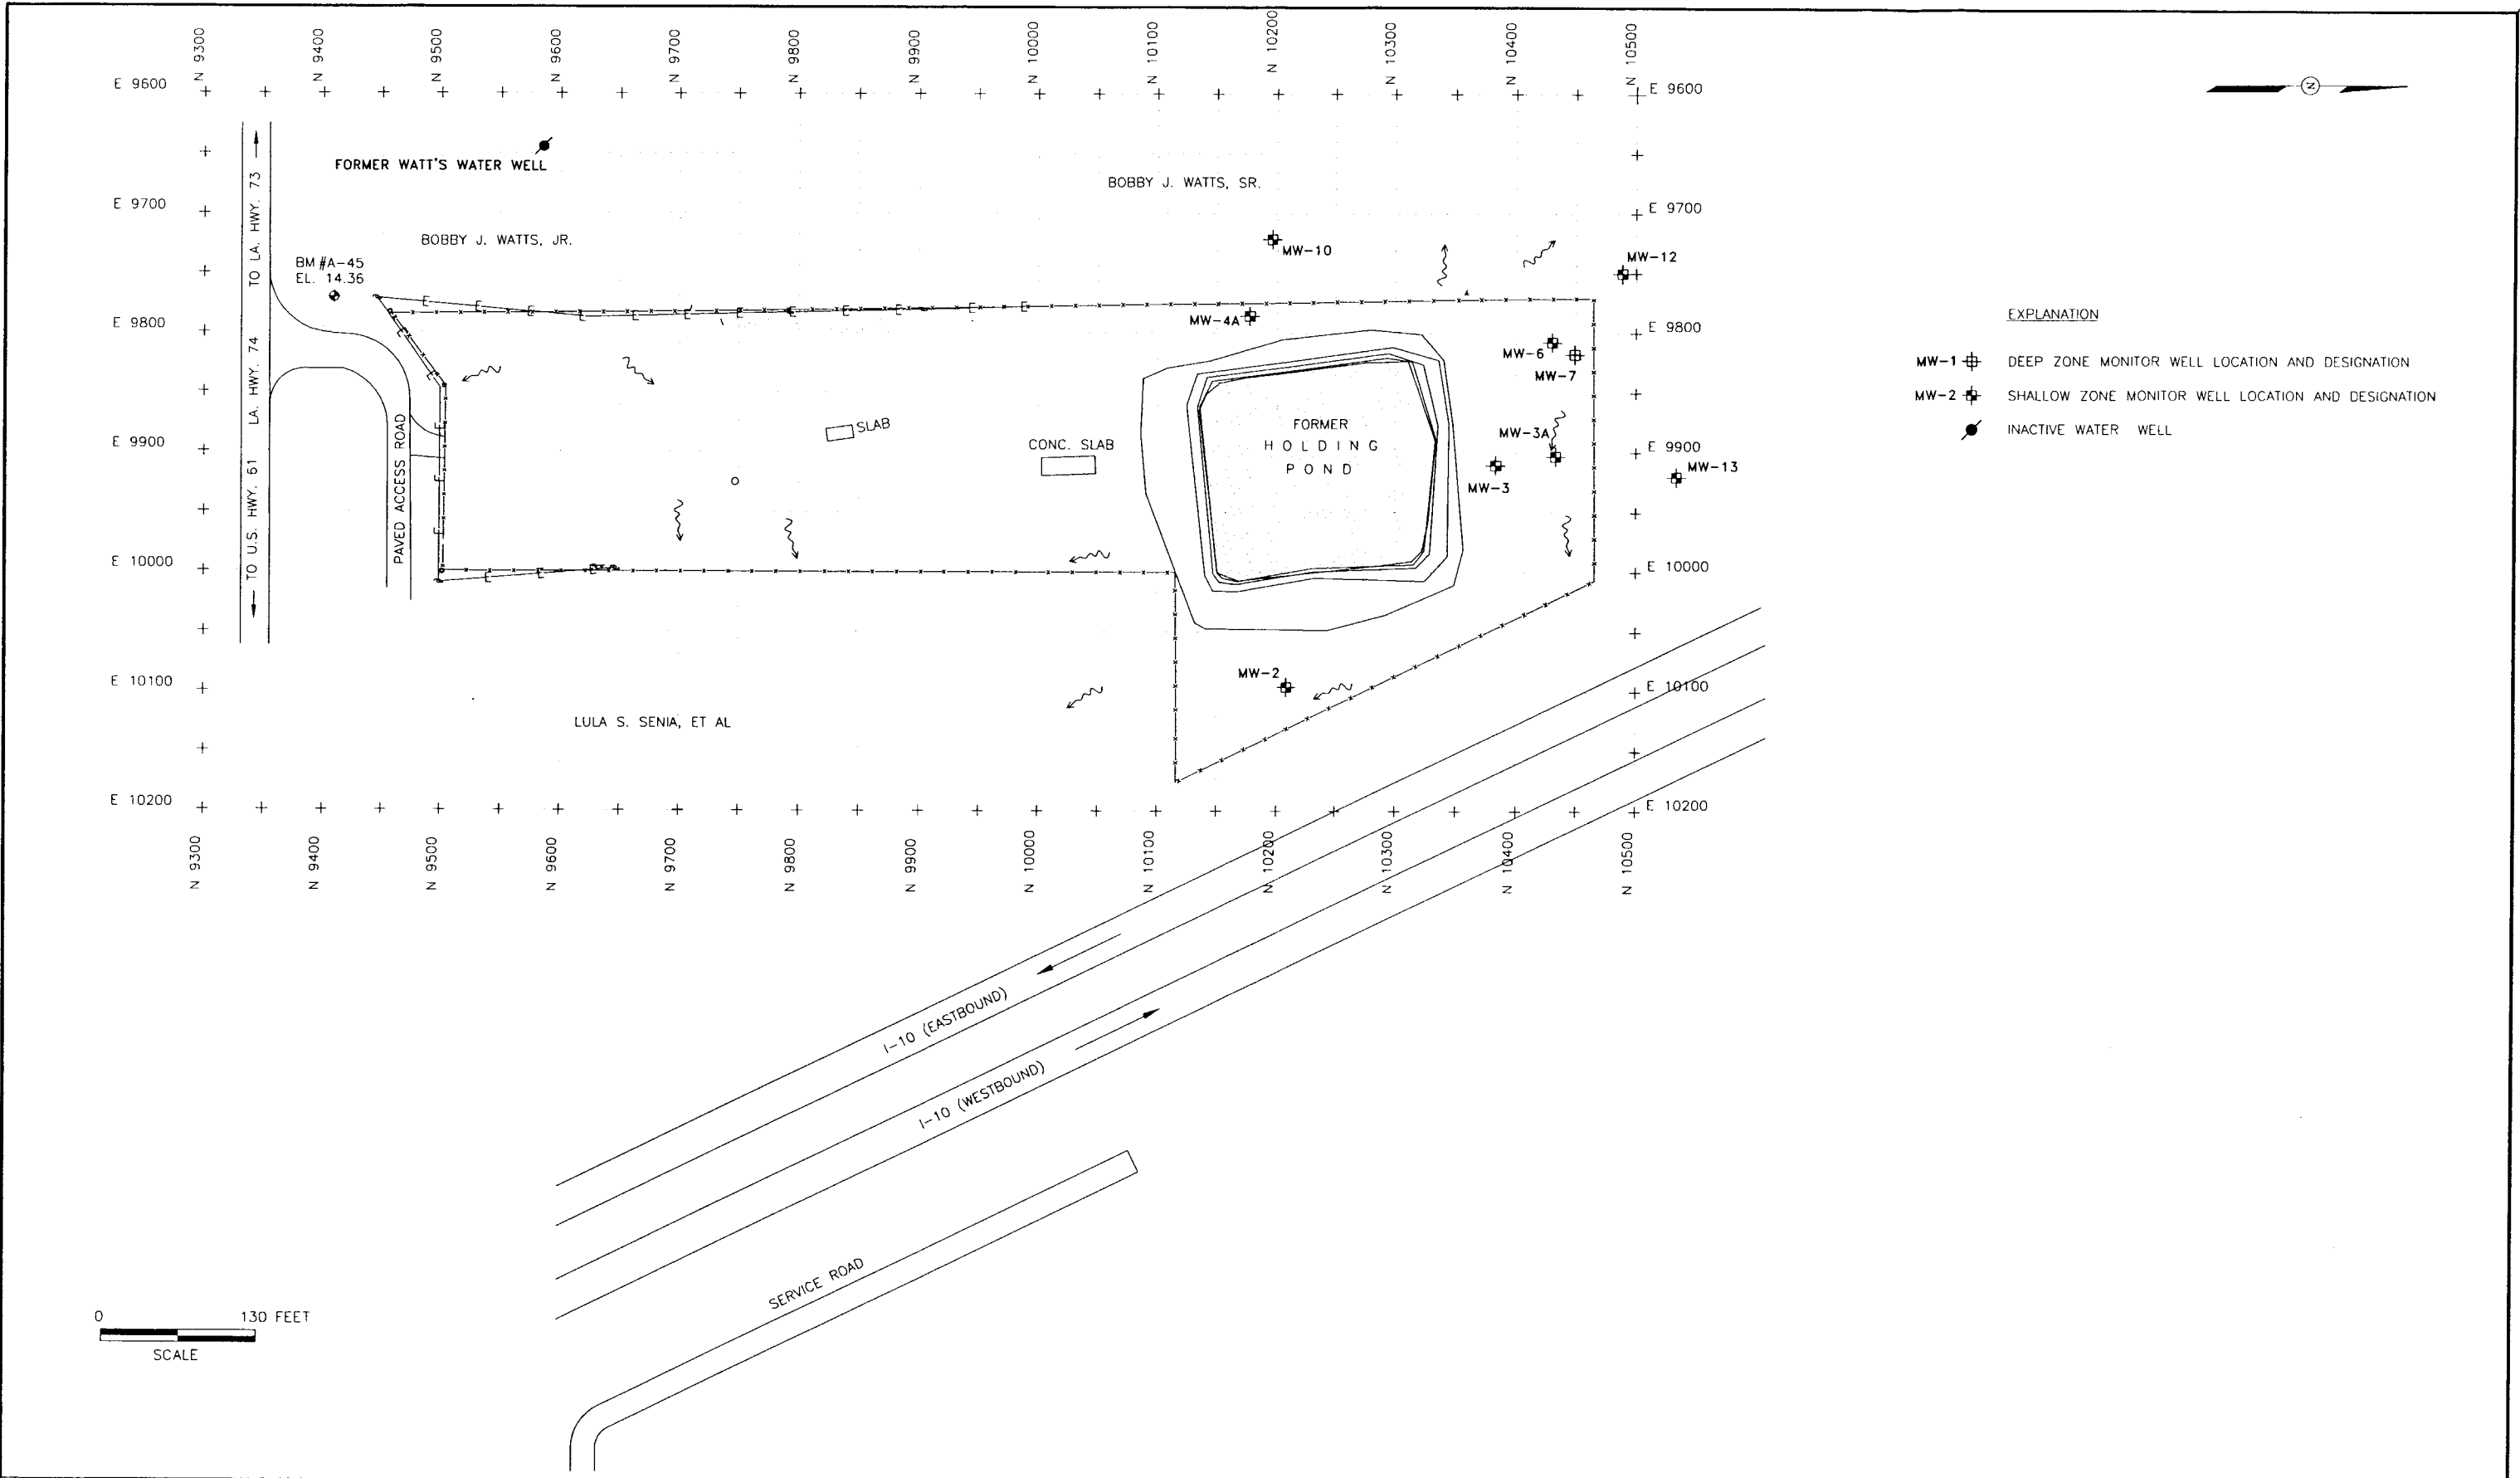 N 9300
N 9400
N 9500
N 9600
N 9700
N 9800
N 9900
N 10000
N 10100
N 10200
N 10300
N 10400
N 10500
E 9600
E 9600
N
FORMER WATT'S WATER WELL
BOBBY J. WATTS, SR.
E 9700
E 9700
BOBBY J. WATTS, JR.
MW-10
MW-12
BM #A-45
EL. 14.36
EXPLANATION
MW-4A
E 9800
E 9800
MW-6
MW-7
MW-1 DEEP ZONE MONITOR WELL LOCATION AND DESIGNATION
MW-2 SHALLOW ZONE MONITOR WELL LOCATION AND DESIGNATION
INACTIVE WATER WELL
TO LA. HWY. 73
LA. HWY. 74
TO U.S. HWY. 61
PAVED ACCESS ROAD
SLAB
CONC. SLAB
FORMER
HOLDING
POND
MW-3A
MW-3
MW-13
E 9900
E 9900
E 10000
E 10000
MW-2
E 10100
E 10100
LULA S. SENIA, ET AL
E 10200
E 10200
N 9300
N 9400
N 9500
N 9600
N 9700
N 9800
N 9900
N 10000
N 10100
N 10200
N 10300
N 10400
N 10500
I-10 (EASTBOUND)
I-10 (WESTBOUND)
SERVICE ROAD
0 130 FEET
SCALE